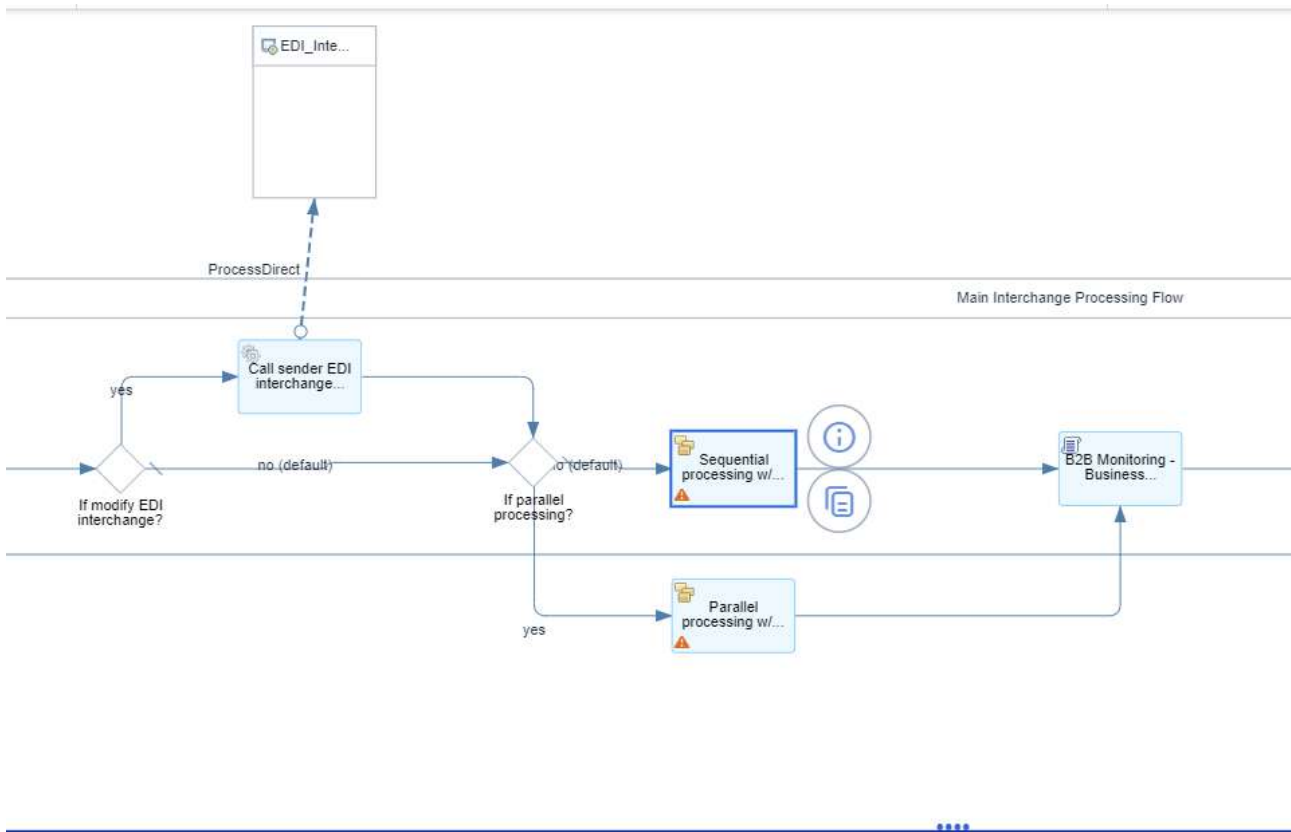 EDI_Inte...
ProcessDirect
Main Interchange Processing Flow
Call sender EDI
interchange...
yes
no (default)
If modify EDI
interchange?
(default)
If parallel
processing?
Sequential
processing w/...
B2B Monitoring -
Business...
Parallel
processing w/...
yes